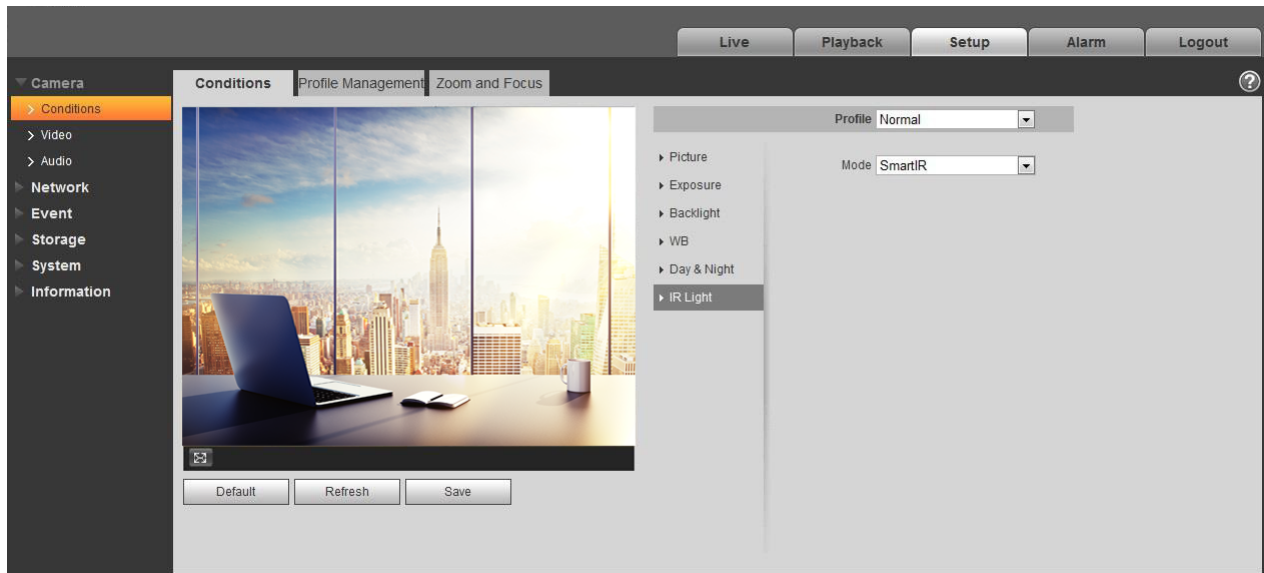 Live Playback Setup Alarm Logout
Camera
Conditions
Video
Audio
Network
Event
Storage
System
Information
Conditions Profile Management Zoom and Focus
Profile Normal
Picture
Exposure
Backlight
WB
Day & Night
IR Light
Mode SmartIR
Default Refresh Save